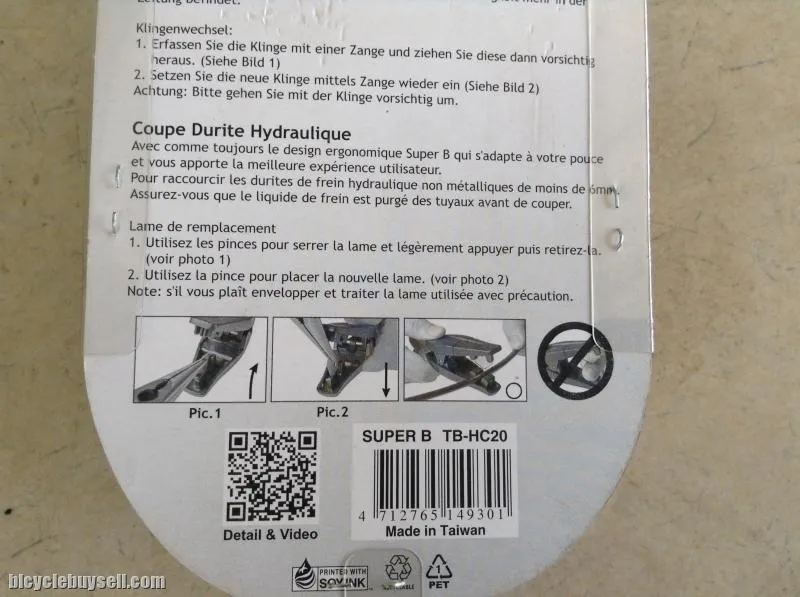 Klingenwechsel:
1. Erfassen Sie die Klinge mit einer Zange und ziehen Sie diese dann vorsichtig
heraus. (Siehe Bild 1)
2. Setzen Sie die neue Klinge mittels Zange wieder ein (Siehe Bild 2)
Achtung: Bitte gehen Sie mit der Klinge vorsichtig um.
Coupe Durite Hydraulique
Avec comme toujours le design ergonomique Super B qui s'adapte à votre pouce
et vous apporte la meilleure expérience utilisateur.
Pour raccourcir les durites de frein hydraulique non métalliques de moins de 6mm.
Assurez-vous que le liquide de frein est purgé des tuyaux avant de couper.
Lame de remplacement
1. Utilisez les pinces pour serrer la lame et légèrement appuyer puis retirez-la.
(voir photo 1)
2. Utilisez la pince pour placer la nouvelle lame. (voir photo 2)
Note: s'il vous plaît envelopper et traiter la lame utilisée avec précaution.
Pic.1 Pic.2
SUPER B TB-HC20
4 712765 149301
Detail & Video Made in Taiwan
PRINTED WITH
SOY INK
1
PET
bicyclebuysell.com